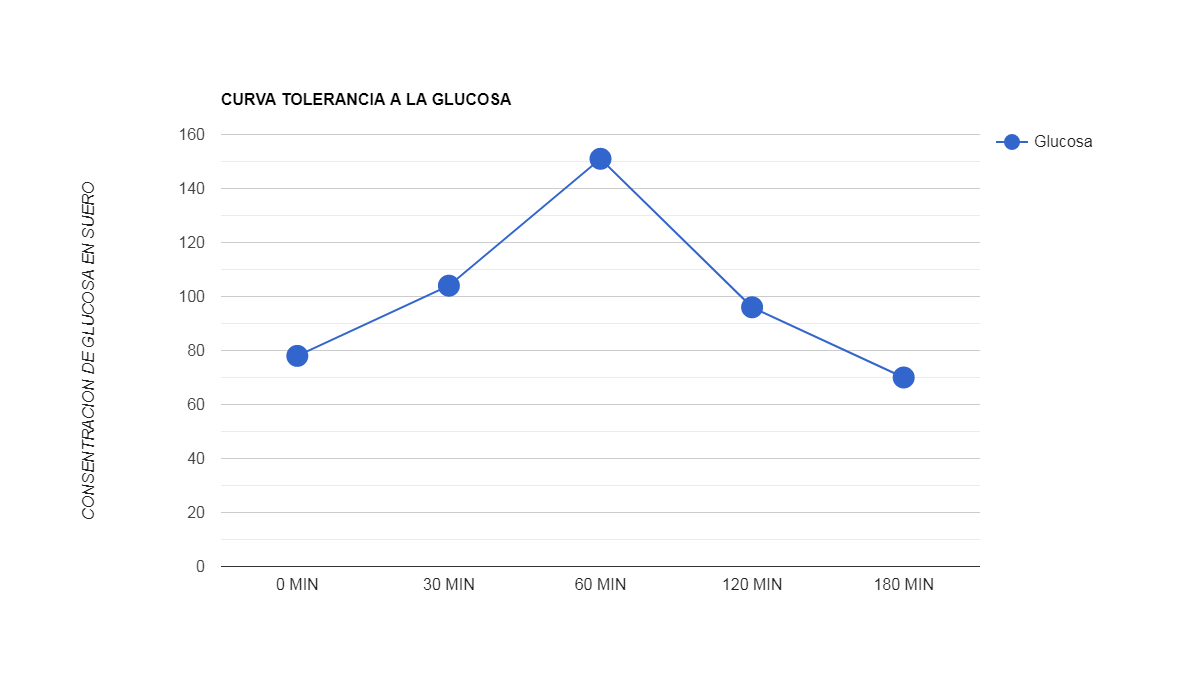 CURVA TOLERANCIA A LA GLUCOSA
CONSENTRACION DE GLUCOSA EN SUERO
160
140
120
100
80
60
40
20
0
0 MIN
30 MIN
60 MIN
120 MIN
180 MIN
Glucosa